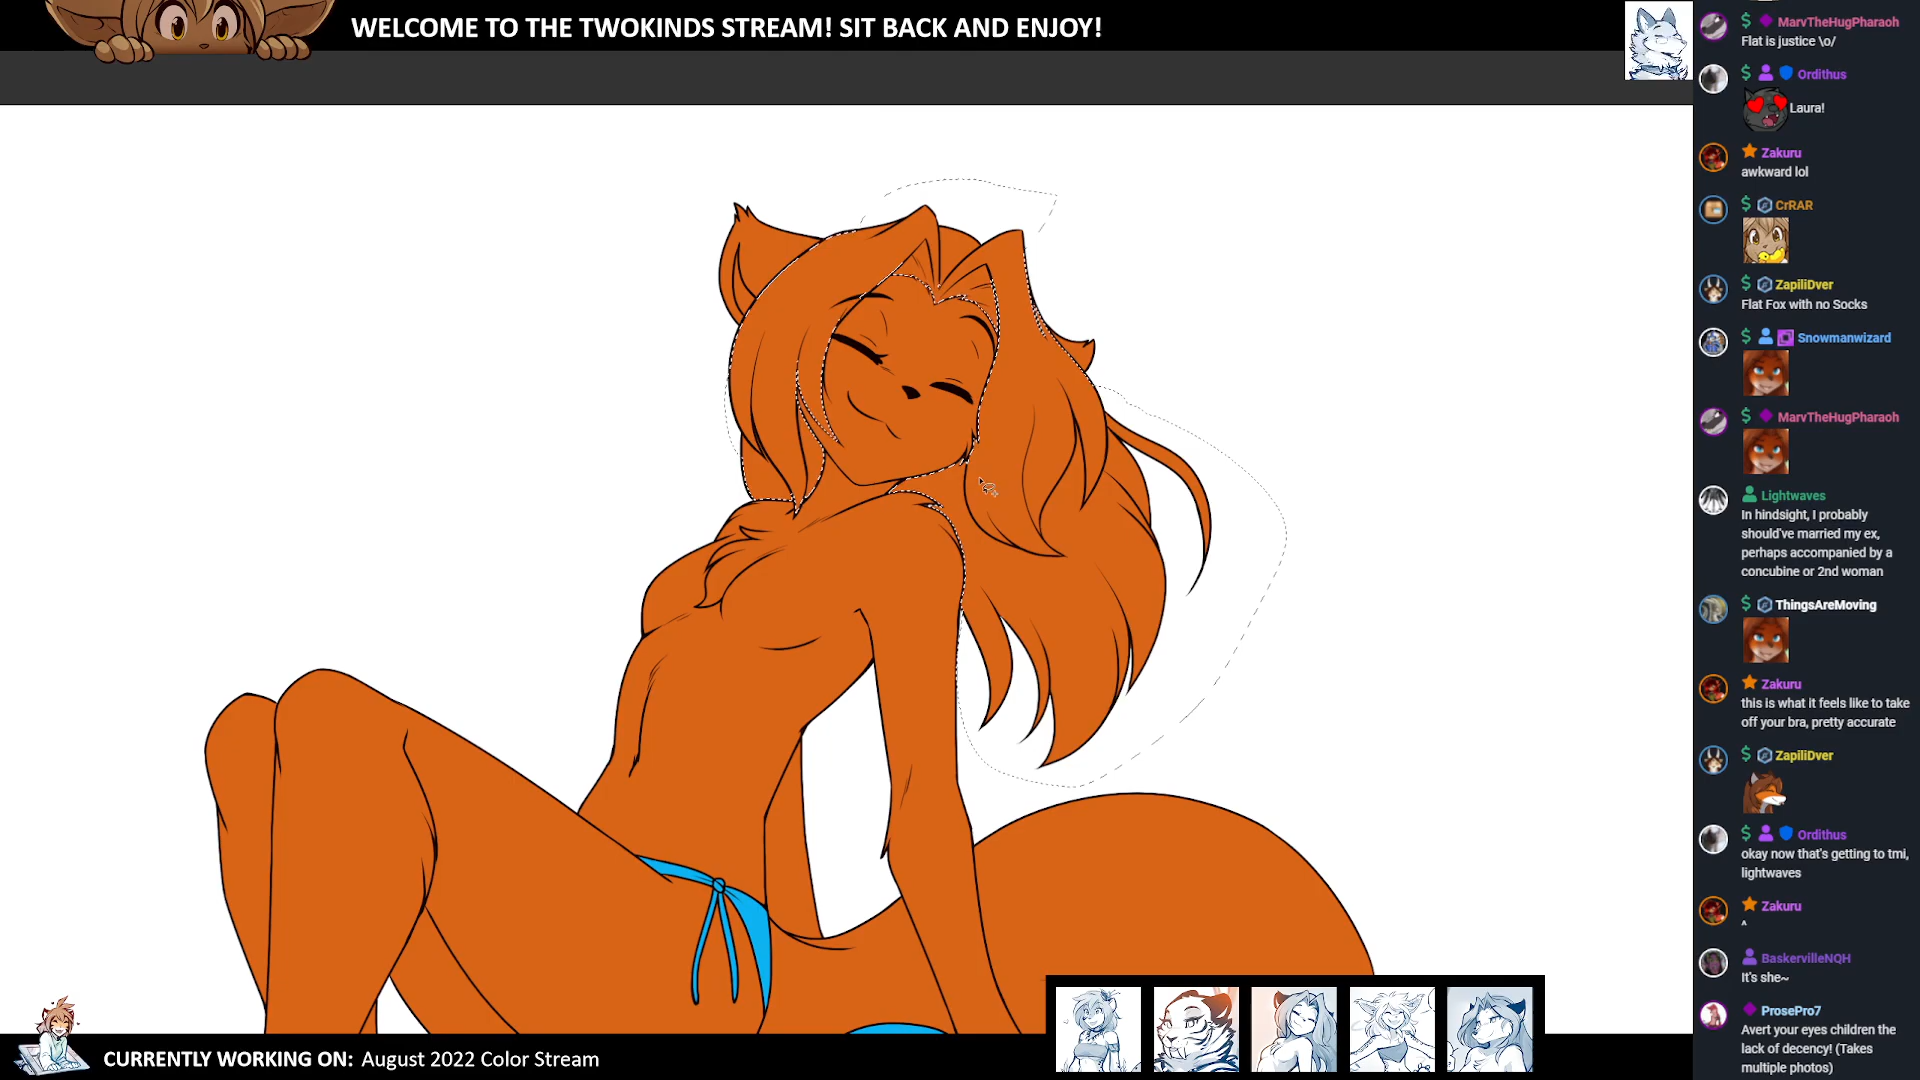 WELCOME TO THE TWOKINDS STREAM! SIT BACK AND ENJOY!
$ MarvTheHugPharaoh
Flat is justice \o/
$ Ordithus
Laura!
Zakuru
awkward lol
$ CrRAR
$ ZapiliDver
Flat Fox with no Socks
$ Snowmanwizard
$ MarvTheHugPharaoh
Lightwaves
In hindsight, I probably
should've married my ex,
perhaps accompanied by a
concubine or 2nd woman
$ ThingsAreMoving
Zakuru
this is what it feels like to take
off your bra, pretty accurate
$ ZapiliDver
$ Ordithus
okay now that's getting to tmi,
lightwaves
Zakuru
^
BaskervilleNQH
It's she~
ProsePro7
Avert your eyes children the
lack of decency! (Takes
multiple photos)
CURRENTLY WORKING ON: August 2022 Color Stream